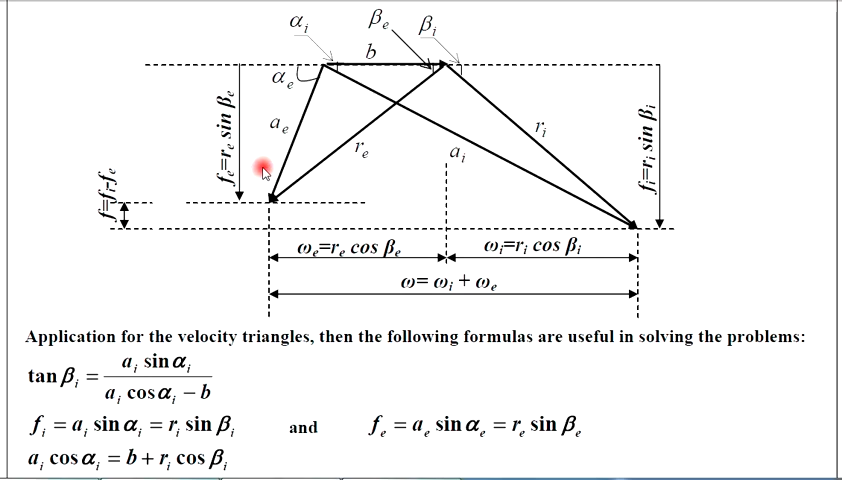 αᵢ
βₑ
βᵢ
b
αₑ
aₑ
rₑ
aᵢ
rᵢ
fₑ=rₑ sin βₑ
fᵢ=rᵢ sin βᵢ
f=fᵢ-fₑ
ωₑ=rₑ cos βₑ
ωᵢ=rᵢ cos βᵢ
ω= ωᵢ + ωₑ
Application for the velocity triangles, then the following formulas are useful in solving the problems:
tan βᵢ = aᵢ sin αᵢ / aᵢ cos αᵢ − b
fᵢ = aᵢ sin αᵢ = rᵢ sin βᵢ and fₑ = aₑ sin αₑ = rₑ sin βₑ
aᵢ cos αᵢ = b + rᵢ cos βᵢ